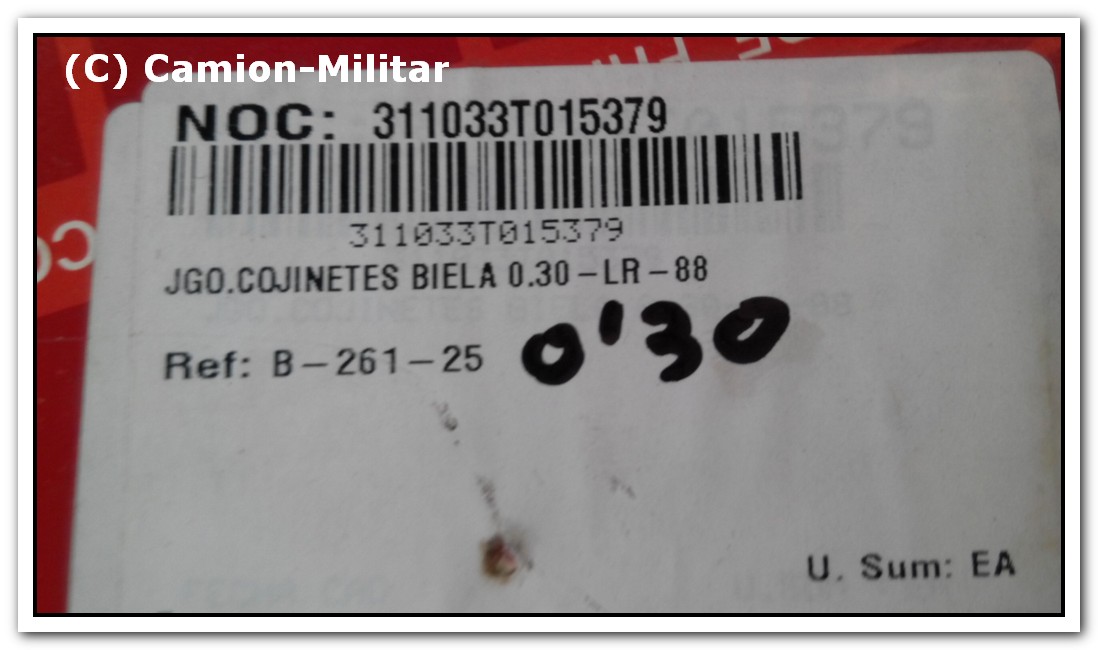 (C) Camion-Militar
NOC: 311033T015379
311033T015379
JGO.COJINETES BIELA 0.30-LR-88
Ref: B-261-25 0'30
U. Sum: EA